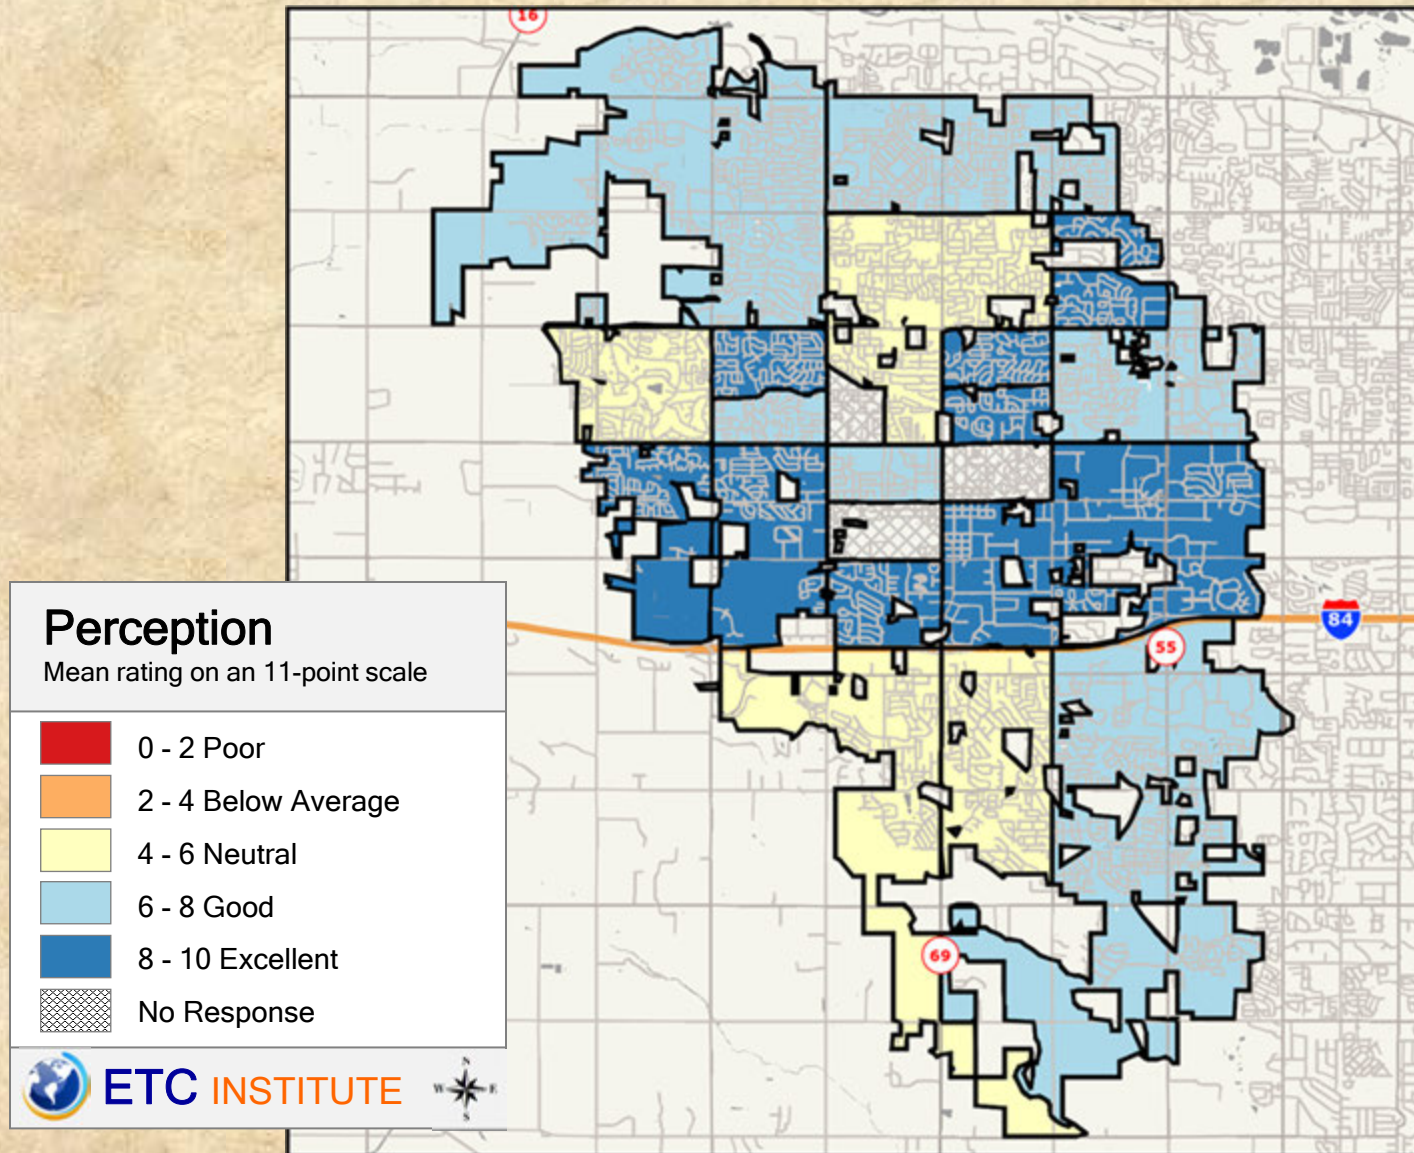 16
84
55
69
Perception
Mean rating on an 11-point scale
0 - 2 Poor
2 - 4 Below Average
4 - 6 Neutral
6 - 8 Good
8 - 10 Excellent
No Response
ETC INSTITUTE
N
W E
S